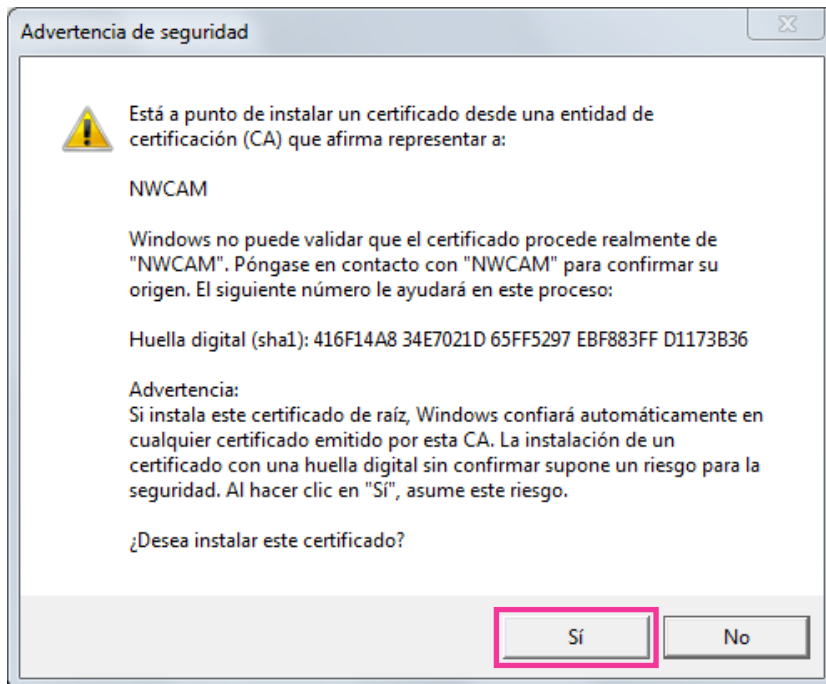 Advertencia de seguridad
Está a punto de instalar un certificado desde una entidad de
certificación (CA) que afirma representar a:
NWCAM
Windows no puede validar que el certificado procede realmente de
"NWCAM". Póngase en contacto con "NWCAM" para confirmar su
origen. El siguiente número le ayudará en este proceso:
Huella digital (sha1): 416F14A8 34E7021D 65FF5297 EBF883FF D1173B36
Advertencia:
Si instala este certificado de raíz, Windows confiará automáticamente en
cualquier certificado emitido por esta CA. La instalación de un
certificado con una huella digital sin confirmar supone un riesgo para la
seguridad. Al hacer clic en "Sí", asume este riesgo.
¿Desea instalar este certificado?
Sí No